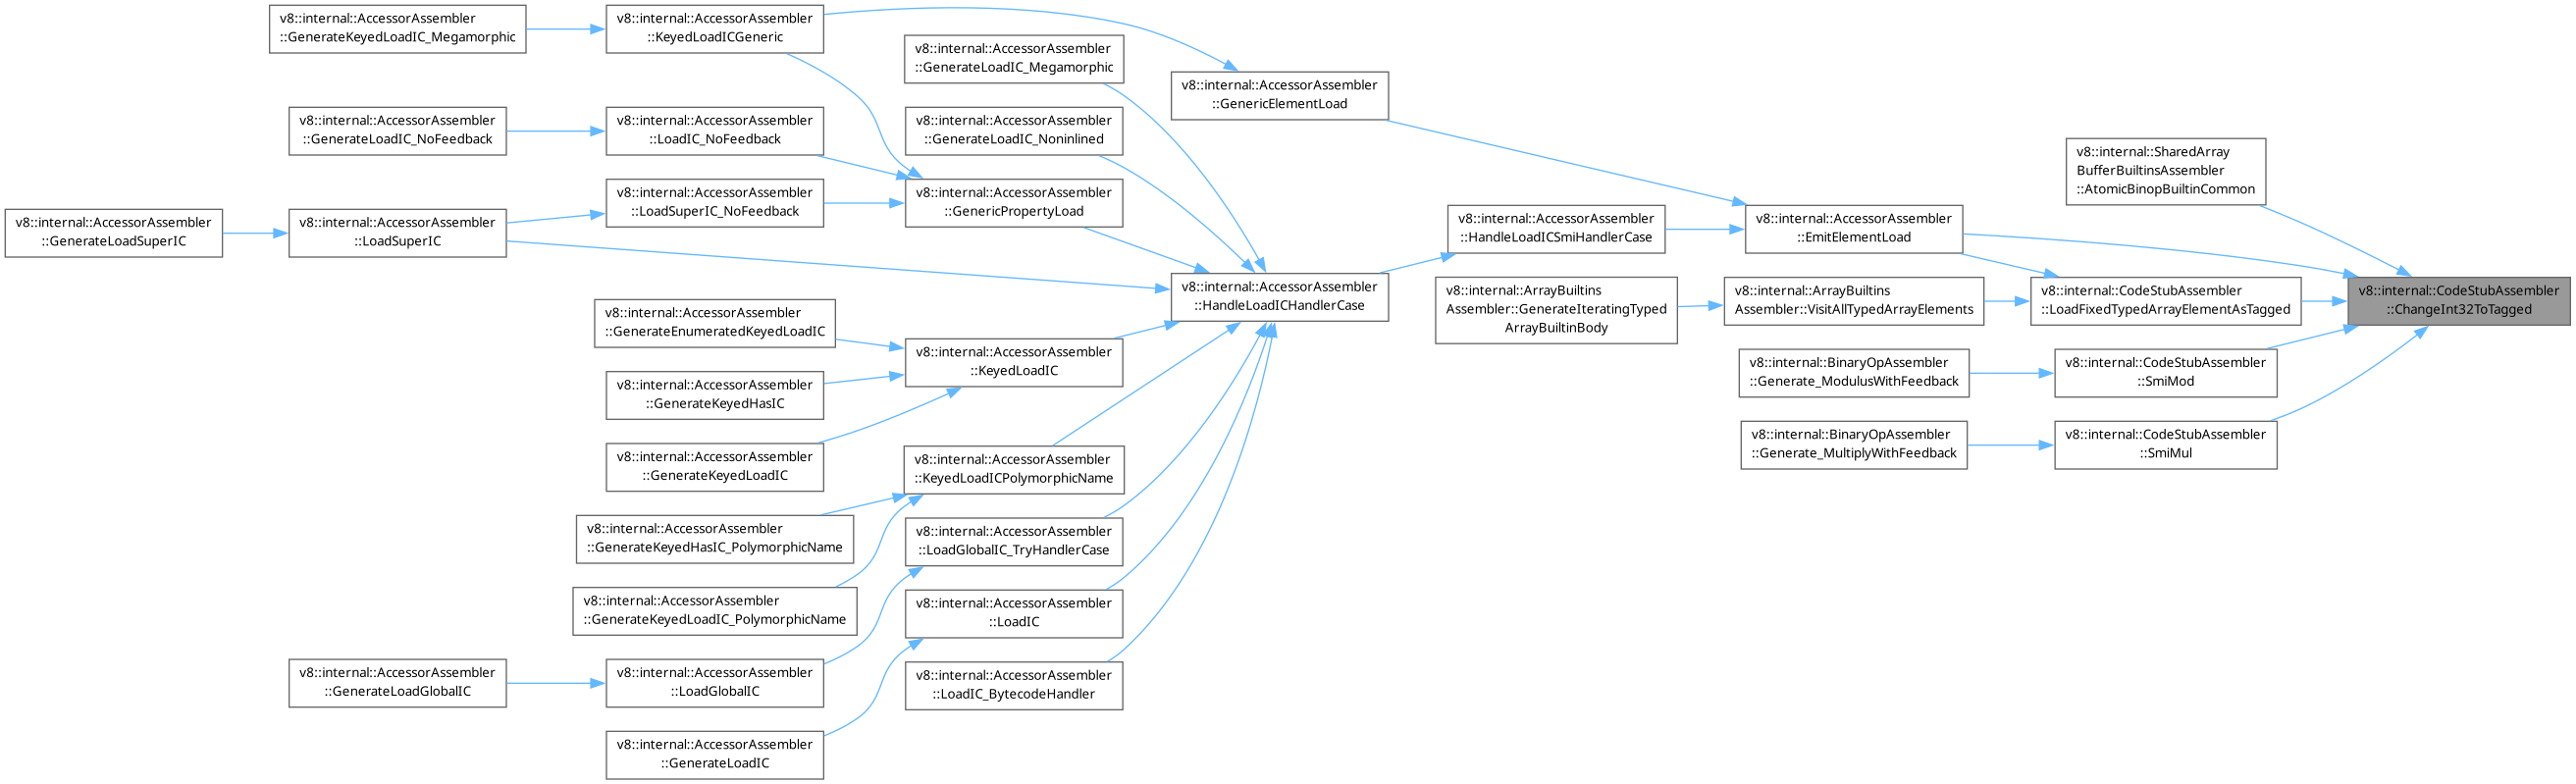 v8::internal::AccessorAssembler
::GenerateKeyedLoadIC_Megamorphic
v8::internal::AccessorAssembler
::KeyedLoadICGeneric
v8::internal::AccessorAssembler
::GenerateLoadIC_Megamorphic
v8::internal::AccessorAssembler
::GenericElementLoad
v8::internal::AccessorAssembler
::GenerateLoadIC_NoFeedback
v8::internal::AccessorAssembler
::LoadIC_NoFeedback
v8::internal::AccessorAssembler
::GenerateLoadIC_Noninlined
v8::internal::SharedArray
BufferBuiltinsAssembler
::AtomicBinopBuiltinCommon
v8::internal::AccessorAssembler
::LoadSuperIC_NoFeedback
v8::internal::AccessorAssembler
::GenericPropertyLoad
v8::internal::AccessorAssembler
::GenerateLoadSuperIC
v8::internal::AccessorAssembler
::LoadSuperIC
v8::internal::AccessorAssembler
::HandleLoadICSmiHandlerCase
v8::internal::AccessorAssembler
::EmitElementLoad
v8::internal::AccessorAssembler
::HandleLoadICHandlerCase
v8::internal::ArrayBuiltins
Assembler::GenerateIteratingTyped
ArrayBuiltinBody
v8::internal::ArrayBuiltins
Assembler::VisitAllTypedArrayElements
v8::internal::CodeStubAssembler
::LoadFixedTypedArrayElementAsTagged
v8::internal::CodeStubAssembler
::ChangeInt32ToTagged
v8::internal::AccessorAssembler
::GenerateEnumeratedKeyedLoadIC
v8::internal::AccessorAssembler
::KeyedLoadIC
v8::internal::BinaryOpAssembler
::Generate_ModulusWithFeedback
v8::internal::CodeStubAssembler
::SmiMod
v8::internal::AccessorAssembler
::GenerateKeyedHasIC
v8::internal::BinaryOpAssembler
::Generate_MultiplyWithFeedback
v8::internal::CodeStubAssembler
::SmiMul
v8::internal::AccessorAssembler
::GenerateKeyedLoadIC
v8::internal::AccessorAssembler
::KeyedLoadICPolymorphicName
v8::internal::AccessorAssembler
::GenerateKeyedHasIC_PolymorphicName
v8::internal::AccessorAssembler
::LoadGlobalIC_TryHandlerCase
v8::internal::AccessorAssembler
::GenerateKeyedLoadIC_PolymorphicName
v8::internal::AccessorAssembler
::LoadIC
v8::internal::AccessorAssembler
::GenerateLoadGlobalIC
v8::internal::AccessorAssembler
::LoadGlobalIC
v8::internal::AccessorAssembler
::LoadIC_BytecodeHandler
v8::internal::AccessorAssembler
::GenerateLoadIC